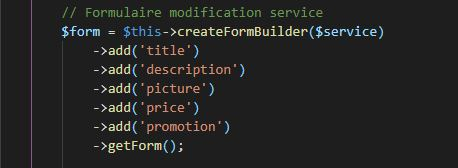 // Formulaire modification service
$form = $this->createFormBuilder($service)
->add('title')
->add('description')
->add('picture')
->add('price')
->add('promotion')
->getForm();